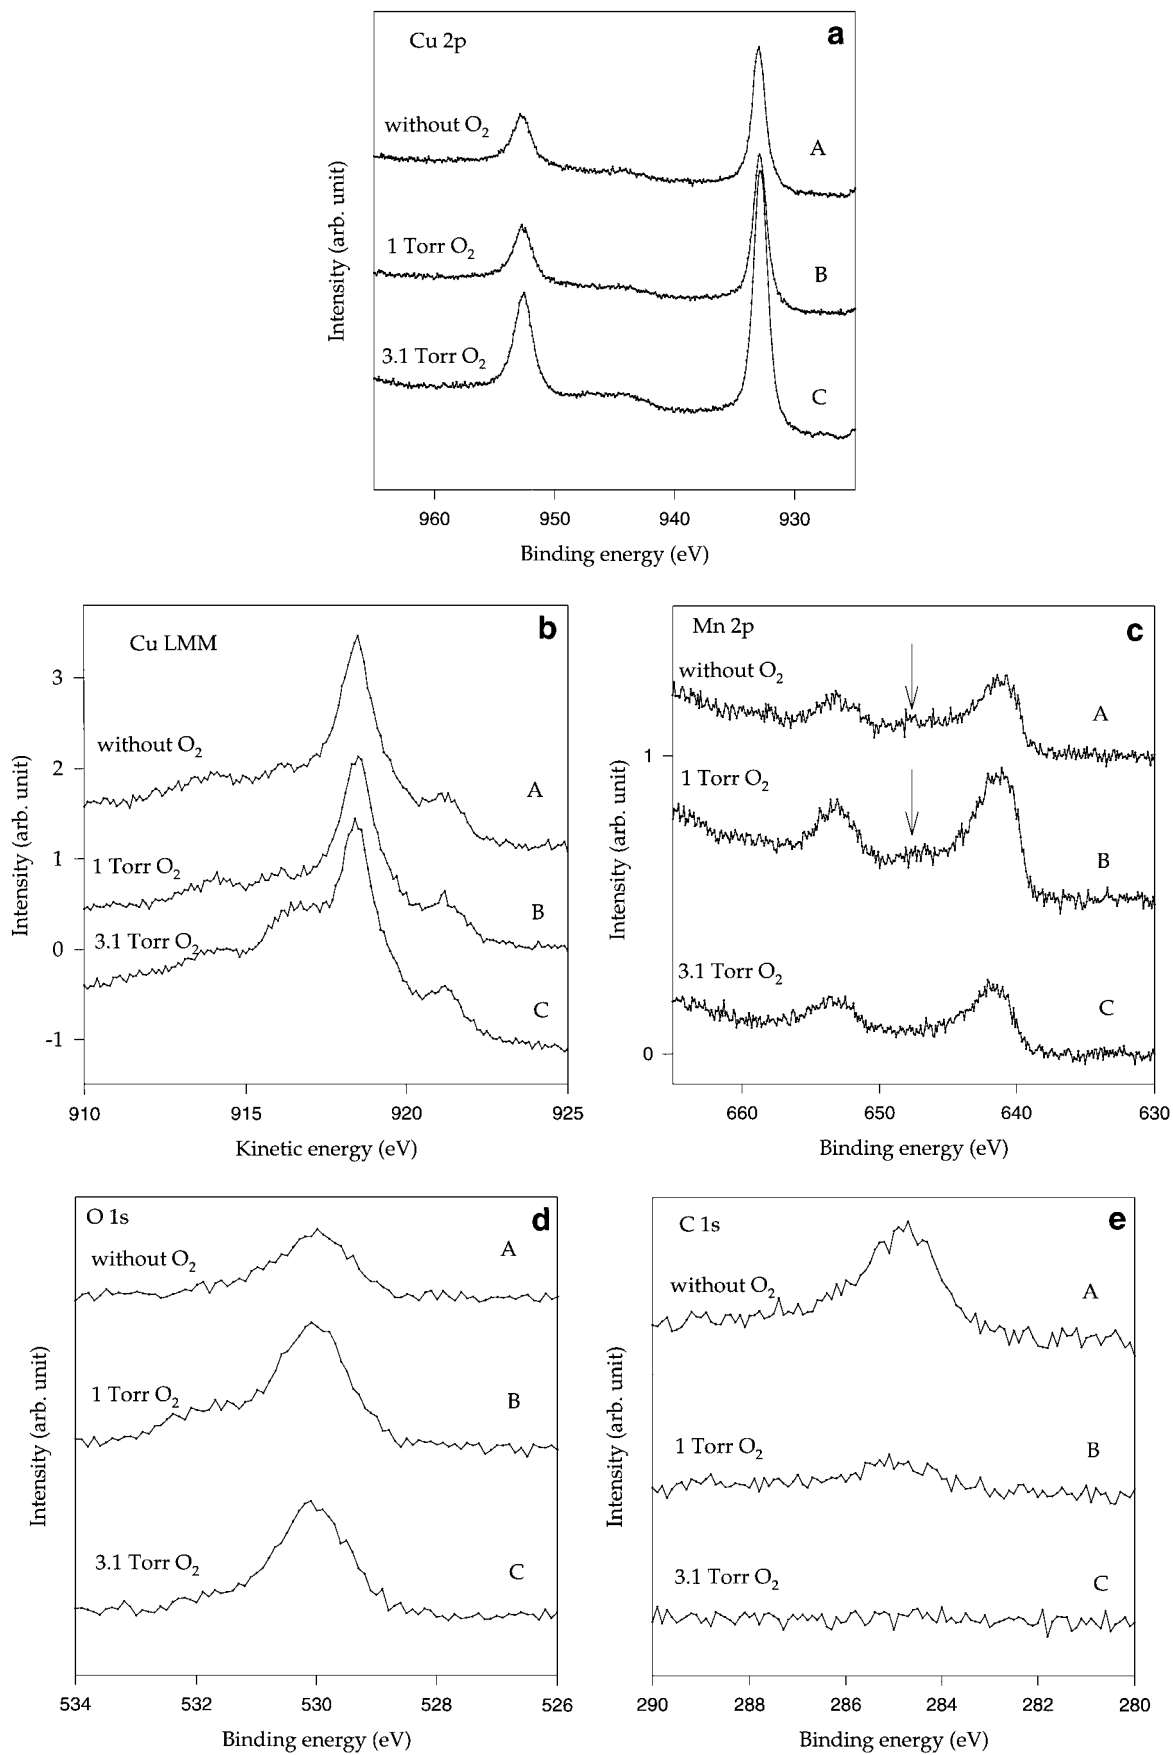 a
Cu 2p
without O₂
A
1 Torr O₂
B
3.1 Torr O₂
C
Intensity (arb. unit)
960 950 940 930
Binding energy (eV)
b
Cu LMM
3
without O₂
2
A
1
1 Torr O₂
B
0
3.1 Torr O₂
C
-1
Intensity (arb. unit)
910 915 920 925
Kinetic energy (eV)
c
Mn 2p
without O₂
A
1
1 Torr O₂
B
3.1 Torr O₂
C
0
Intensity (arb. unit)
660 650 640 630
Binding energy (eV)
d
O 1s
without O₂
A
1 Torr O₂
B
3.1 Torr O₂
C
Intensity (arb. unit)
534 532 530 528 526
Binding energy (eV)
e
C 1s
without O₂
A
1 Torr O₂
B
3.1 Torr O₂
C
Intensity (arb. unit)
290 288 286 284 282 280
Binding energy (eV)